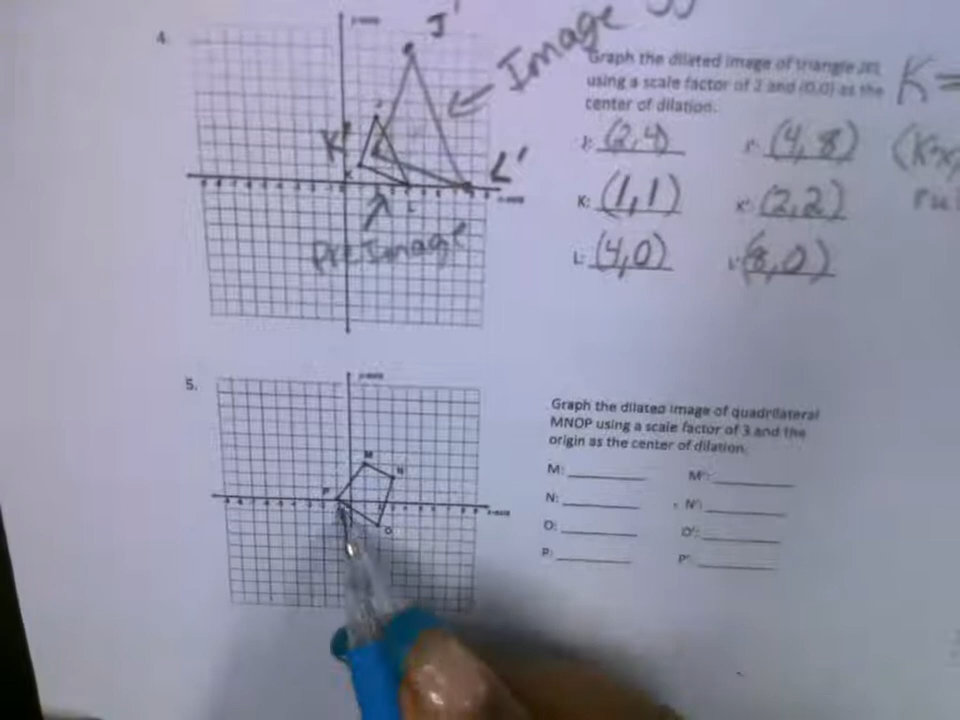 4.
J'
Image
Graph the dilated image of triangle JKL
using a scale factor of 2 and (0,0) as the
center of dilation.
K=
J: (2,4) J': (4,8)
K: (1,1) K': (2,2)
L: (4,0) L': (8,0)
K'
L'
J
K
L
x-axis
PreImage
5.
Graph the dilated image of quadrilateral
MNOP using a scale factor of 3 and the
origin as the center of dilation.
M: M':
N: N':
O: O':
P: P':
M
N
P
O